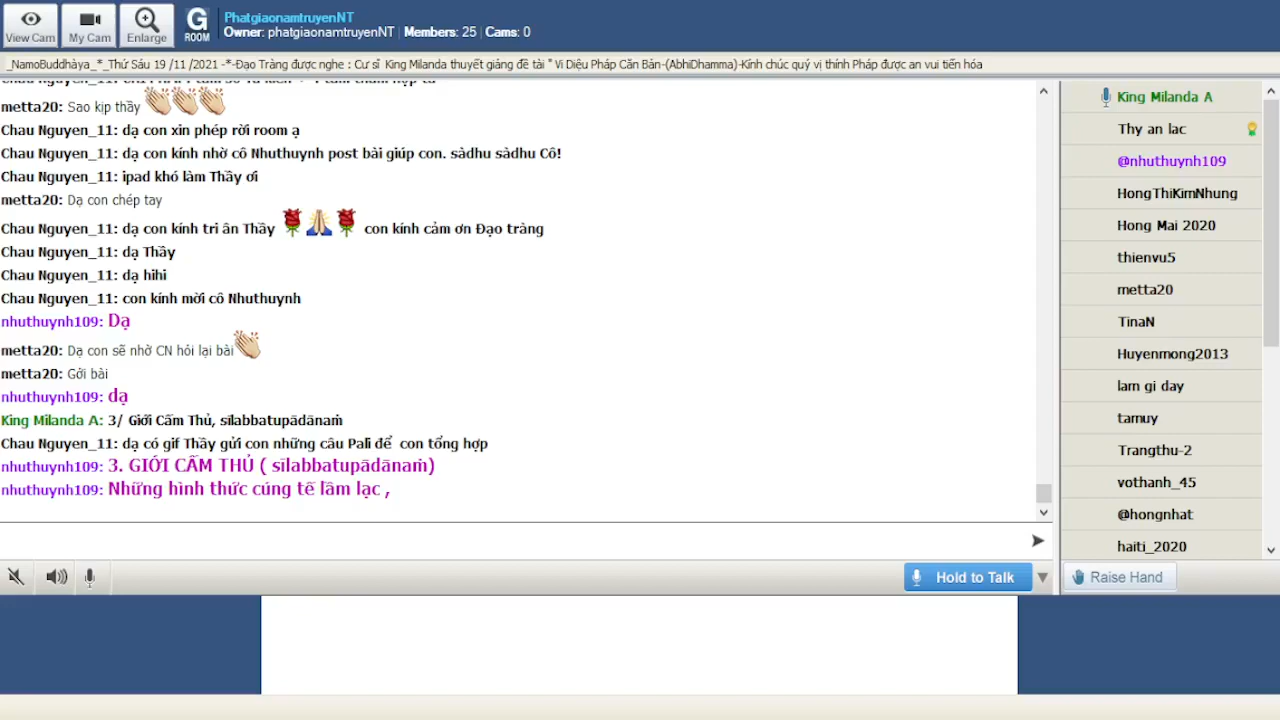 View Cam
My Cam
Enlarge
G
ROOM
PhatgiaonamtruyenNT
Owner: phatgiaonamtruyenNT | Members: 25 | Cams: 0
_NamoBuddhàya_*_Thứ Sáu 19 /11 /2021 -*-Đạo Tràng được nghe : Cư sĩ King Milanda thuyết giảng đề tài " Vi Diệu Pháp Căn Bản-(AbhiDhamma)-Kính chúc quý vị thính Pháp được an vui tiến hóa
metta20: Sao kịp thầy
Chau Nguyen_11: dạ con xin phép rời room ạ
Chau Nguyen_11: dạ con kính nhờ cô Nhuthuynh post bài giúp con. sàdhu sàdhu Cô!
Chau Nguyen_11: ipad khó làm Thầy ơi
metta20: Dạ con chép tay
Chau Nguyen_11: dạ con kính tri ân Thầy con kính cảm ơn Đạo tràng
Chau Nguyen_11: dạ Thầy
Chau Nguyen_11: dạ hihi
Chau Nguyen_11: con kính mời cô Nhuthuynh
nhuthuynh109: Dạ
metta20: Dạ con sẽ nhờ CN hỏi lại bài
metta20: Gởi bài
nhuthuynh109: dạ
King Milanda A: 3/ Giới Cấm Thủ, sīlabbatupādānaṁ
Chau Nguyen_11: dạ có gif Thầy gửi con những câu Pali để con tổng hợp
nhuthuynh109: 3. GIỚI CẤM THỦ ( sīlabbatupādānaṁ)
nhuthuynh109: Những hình thức cúng tế lầm lạc ,
Hold to Talk
King Milanda A
Thy an lac
@nhuthuynh109
HongThiKimNhung
Hong Mai 2020
thienvu5
metta20
TinaN
Huyenmong2013
lam gi day
tamuy
Trangthu-2
vothanh_45
@hongnhat
haiti_2020
Raise Hand